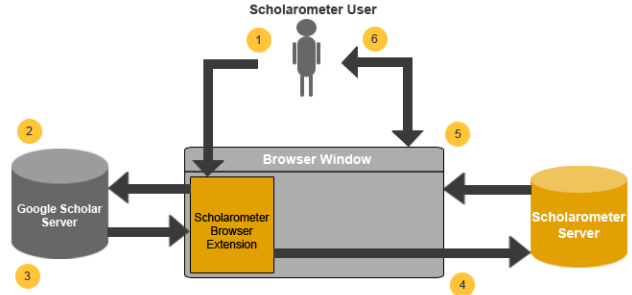 Scholarometer User
1
6
2
5
Browser Window
Google Scholar
Server
Scholarometer
Browser
Extension
Scholarometer
Server
3
4